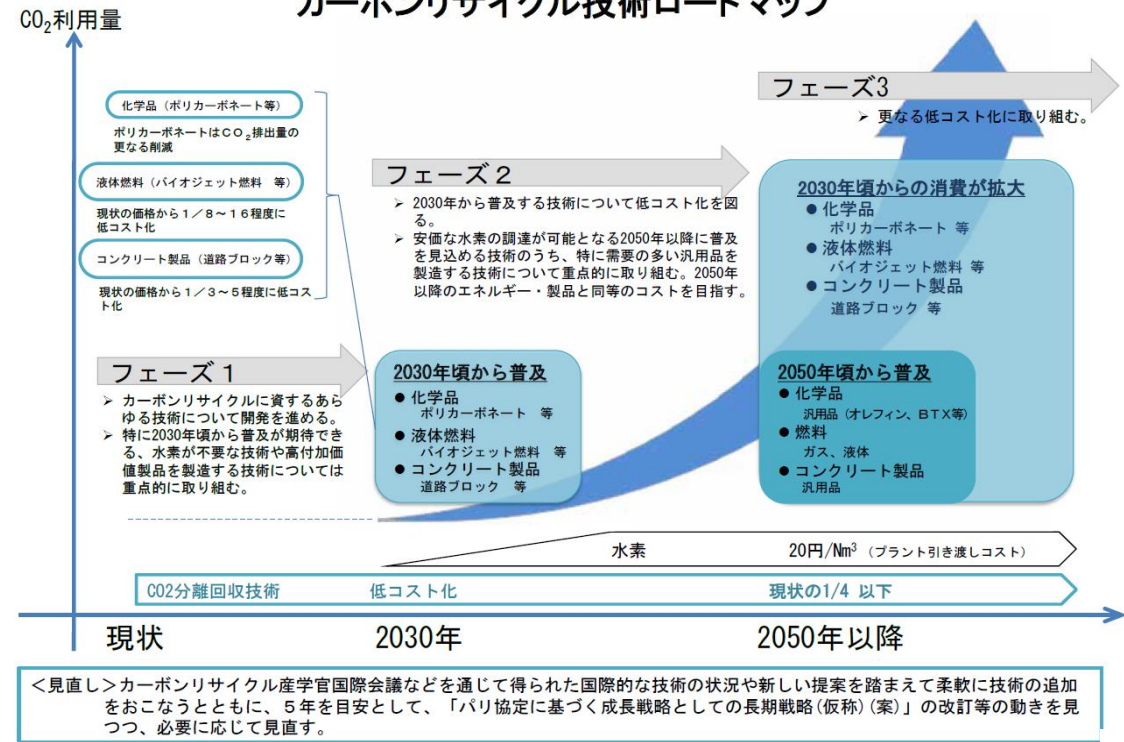 カーボンリサイクル技術ロードマップ
CO₂利用量
化学品（ポリカーボネート等）
ポリカーボネートはＣＯ₂排出量の
更なる削減
液体燃料（バイオジェット燃料　等）
現状の価格から１／８～１６程度に
低コスト化
コンクリート製品（道路ブロック等）
現状の価格から１／３～５程度に低コス
ト化
フェーズ１
➢ カーボンリサイクルに資するあら
ゆる技術について開発を進める。
➢ 特に2030年頃から普及が期待でき
る、水素が不要な技術や高付加価
値製品を製造する技術については
重点的に取り組む。
フェーズ２
➢ 2030年から普及する技術について低コスト化を図
る。
➢ 安価な水素の調達が可能となる2050年以降に普及
を見込める技術のうち、特に需要の多い汎用品を
製造する技術について重点的に取り組む。2050年
以降のエネルギー・製品と同等のコストを目指す。
2030年頃から普及
● 化学品
ポリカーボネート　等
● 液体燃料
バイオジェット燃料　等
● コンクリート製品
道路ブロック　等
フェーズ3
➢ 更なる低コスト化に取り組む。
2030年頃からの消費が拡大
● 化学品
ポリカーボネート 等
● 液体燃料
バイオジェット燃料 等
● コンクリート製品
道路ブロック 等
2050年頃から普及
● 化学品
汎用品（オレフィン、ＢＴＸ等）
● 燃料
ガス、液体
● コンクリート製品
汎用品
水素　20円/Nm³（プラント引き渡しコスト）
CO2分離回収技術　低コスト化　現状の1/4 以下
現状　2030年　2050年以降
＜見直し＞カーボンリサイクル産学官国際会議などを通じて得られた国際的な技術の状況や新しい提案を踏まえて柔軟に技術の追加
をおこなうとともに、５年を目安として、「パリ協定に基づく成長戦略としての長期戦略(仮称)(案)」の改訂等の動きを見
つつ、必要に応じて見直す。